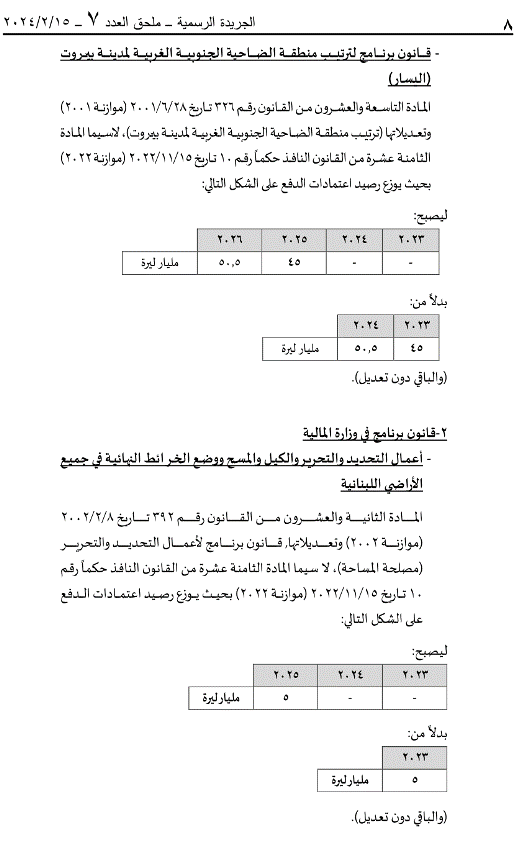 ٨
الجريدة الرسمية ــ ملحق العدد ٧ ــ ٢٠٢٤/٢/١٥
- قانون برنامج لترتيب منطقة الضاحية الجنوبية الغربية لمدينة بيروت
(اليسار)
المادة التاسعة والعشرون من القانون رقم ٣٢٦ تاريخ ٢٠٠١/٦/٢٨ (موازنة ٢٠٠١)
وتعديلاتها (ترتيب منطقة الضاحية الجنوبية الغربية لمدينة بيروت)، لاسيما المادة
الثامنة عشرة من القانون النافذ حكماً رقم ١٠ تاريخ ٢٠٢٢/١١/١٥ (موازنة ٢٠٢٢)
بحيث يوزع رصيد اعتمادات الدفع على الشكل التالي:
ليصبح:
٢٠٢٣ ٢٠٢٤ ٢٠٢٥ ٢٠٢٦
- - ٤٥ ٥٠,٥ مليار ليرة
بدلاً من:
٢٠٢٣ ٢٠٢٤
٤٥ ٥٠,٥ مليار ليرة
(والباقي دون تعديل).
٢-قانون برنامج في وزارة المالية
- أعمال التحديد والتحرير والكيل والمسح ووضع الخرائط النهائية في جميع
الأراضي اللبنانية
المادة الثانية والعشرون من القانون رقم ٣٩٢ تاريخ ٢٠٠٢/٢/٨
(موازنة ٢٠٠٢) وتعديلاتها, قانون برنامج لأعمال التحديد والتحرير
(مصلحة المساحة)، لا سيما المادة الثامنة عشرة من القانون النافذ حكماً رقم
١٠ تاريخ ٢٠٢٢/١١/١٥ (موازنة ٢٠٢٢) بحيث يوزع رصيد اعتمادات الدفع
على الشكل التالي:
ليصبح:
٢٠٢٣ ٢٠٢٤ ٢٠٢٥
- - ٥ مليار ليرة
بدلاً من:
٢٠٢٣
٥ مليار ليرة
(والباقي دون تعديل).